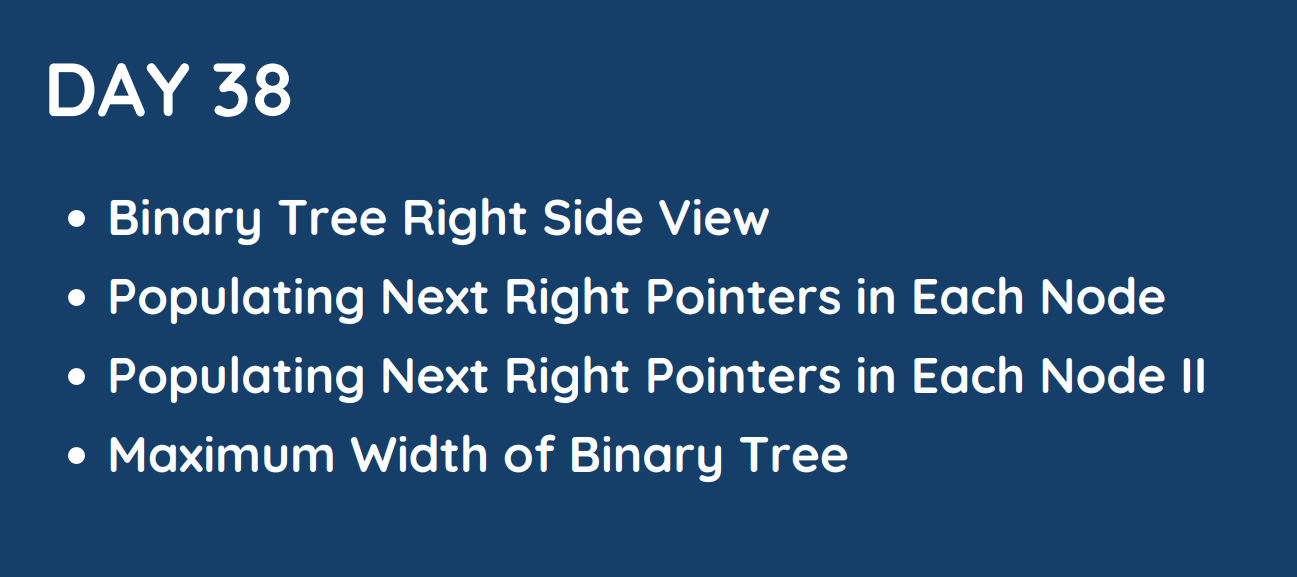 DAY 38
• Binary Tree Right Side View
• Populating Next Right Pointers in Each Node
• Populating Next Right Pointers in Each Node II
• Maximum Width of Binary Tree